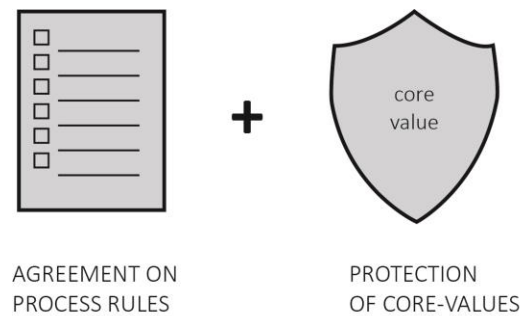 core
value
AGREEMENT ON
PROCESS RULES
PROTECTION
OF CORE-VALUES